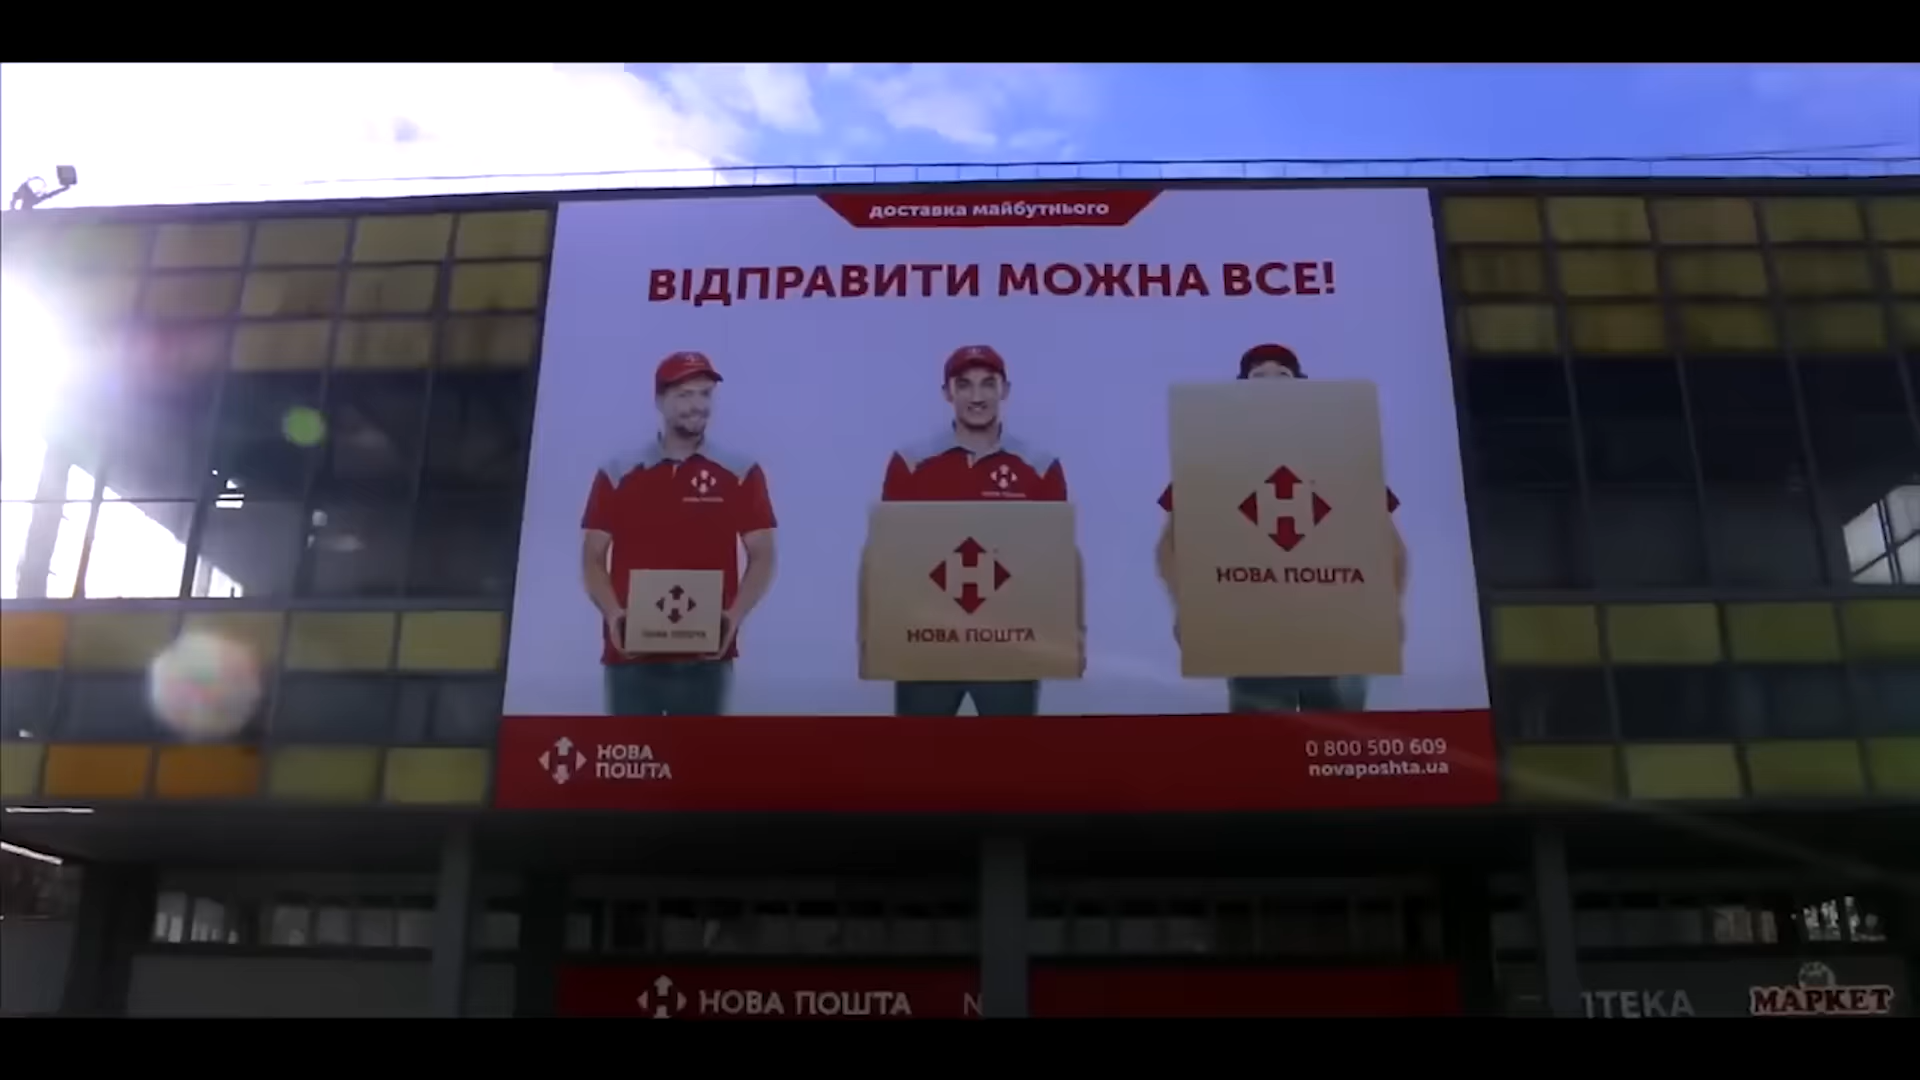 доставка майбутнього
ВІДПРАВИТИ МОЖНА ВСЕ!
НОВА ПОШТА
НОВА ПОШТА
НОВА ПОШТА
НОВА
ПОШТА
0 800 500 609
novaposhta.ua
НОВА ПОШТА
МАРКЕТ